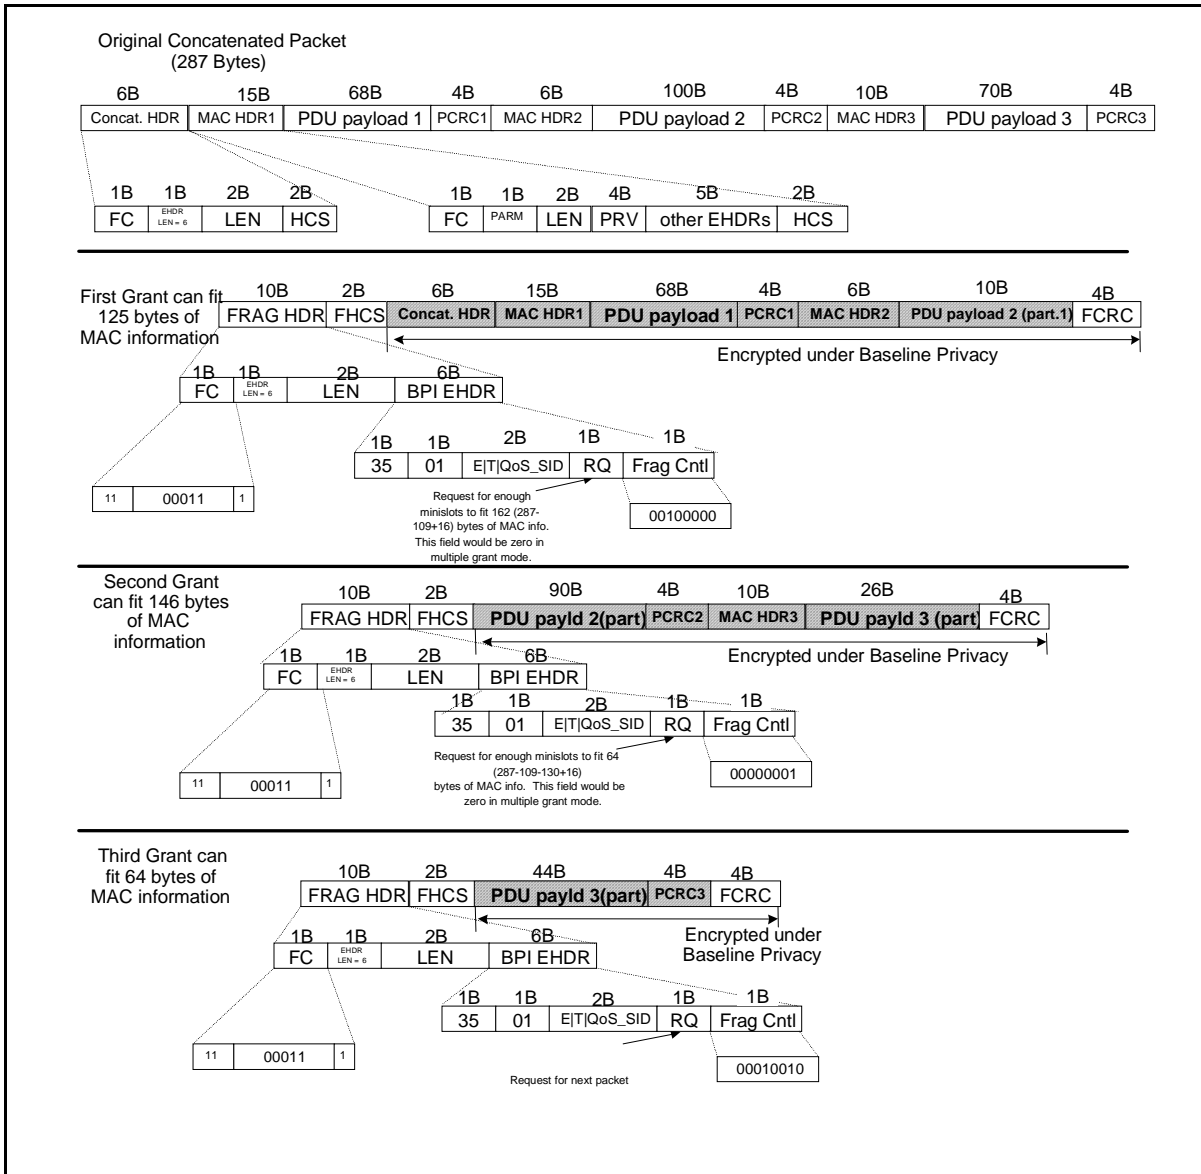 Original Concatenated Packet
(287 Bytes)
6B 15B 68B 4B 6B 100B 4B 10B 70B 4B
Concat. HDR MAC HDR1 PDU payload 1 PCRC1 MAC HDR2 PDU payload 2 PCRC2 MAC HDR3 PDU payload 3 PCRC3
1B 1B 2B 2B 1B 1B 2B 4B 5B 2B
FC EHDR LEN = 6 LEN HCS FC PARM LEN PRV other EHDRs HCS
First Grant can fit
125 bytes of
MAC information
10B 2B 6B 15B 68B 4B 6B 10B 4B
FRAG HDR FHCS Concat. HDR MAC HDR1 PDU payload 1 PCRC1 MAC HDR2 PDU payload 2 (part.1) FCRC
Encrypted under Baseline Privacy
1B 1B 2B 6B
FC EHDR LEN = 6 LEN BPI EHDR
1B 1B 2B 1B 1B
35 01 E|T|QoS_SID RQ Frag Cntl
11 00011 1
Request for enough
minislots to fit 162 (287-
109+16) bytes of MAC info.
This field would be zero in
multiple grant mode.
00100000
Second Grant
can fit 146 bytes
of MAC
information
10B 2B 90B 4B 10B 26B 4B
FRAG HDR FHCS PDU payld 2(part) PCRC2 MAC HDR3 PDU payld 3 (part) FCRC
Encrypted under Baseline Privacy
1B 1B 2B 6B
FC EHDR LEN = 6 LEN BPI EHDR
1B 1B 2B 1B 1B
35 01 E|T|QoS_SID RQ Frag Cntl
11 00011 1
Request for enough minislots to fit 64
(287-109-130+16)
bytes of MAC info. This field would be
zero in multiple grant mode.
00000001
Third Grant can
fit 64 bytes of
MAC information
10B 2B 44B 4B 4B
FRAG HDR FHCS PDU payld 3(part) PCRC3 FCRC
Encrypted under
Baseline Privacy
1B 1B 2B 6B
FC EHDR LEN = 6 LEN BPI EHDR
1B 1B 2B 1B 1B
35 01 E|T|QoS_SID RQ Frag Cntl
11 00011 1
Request for next packet
00010010